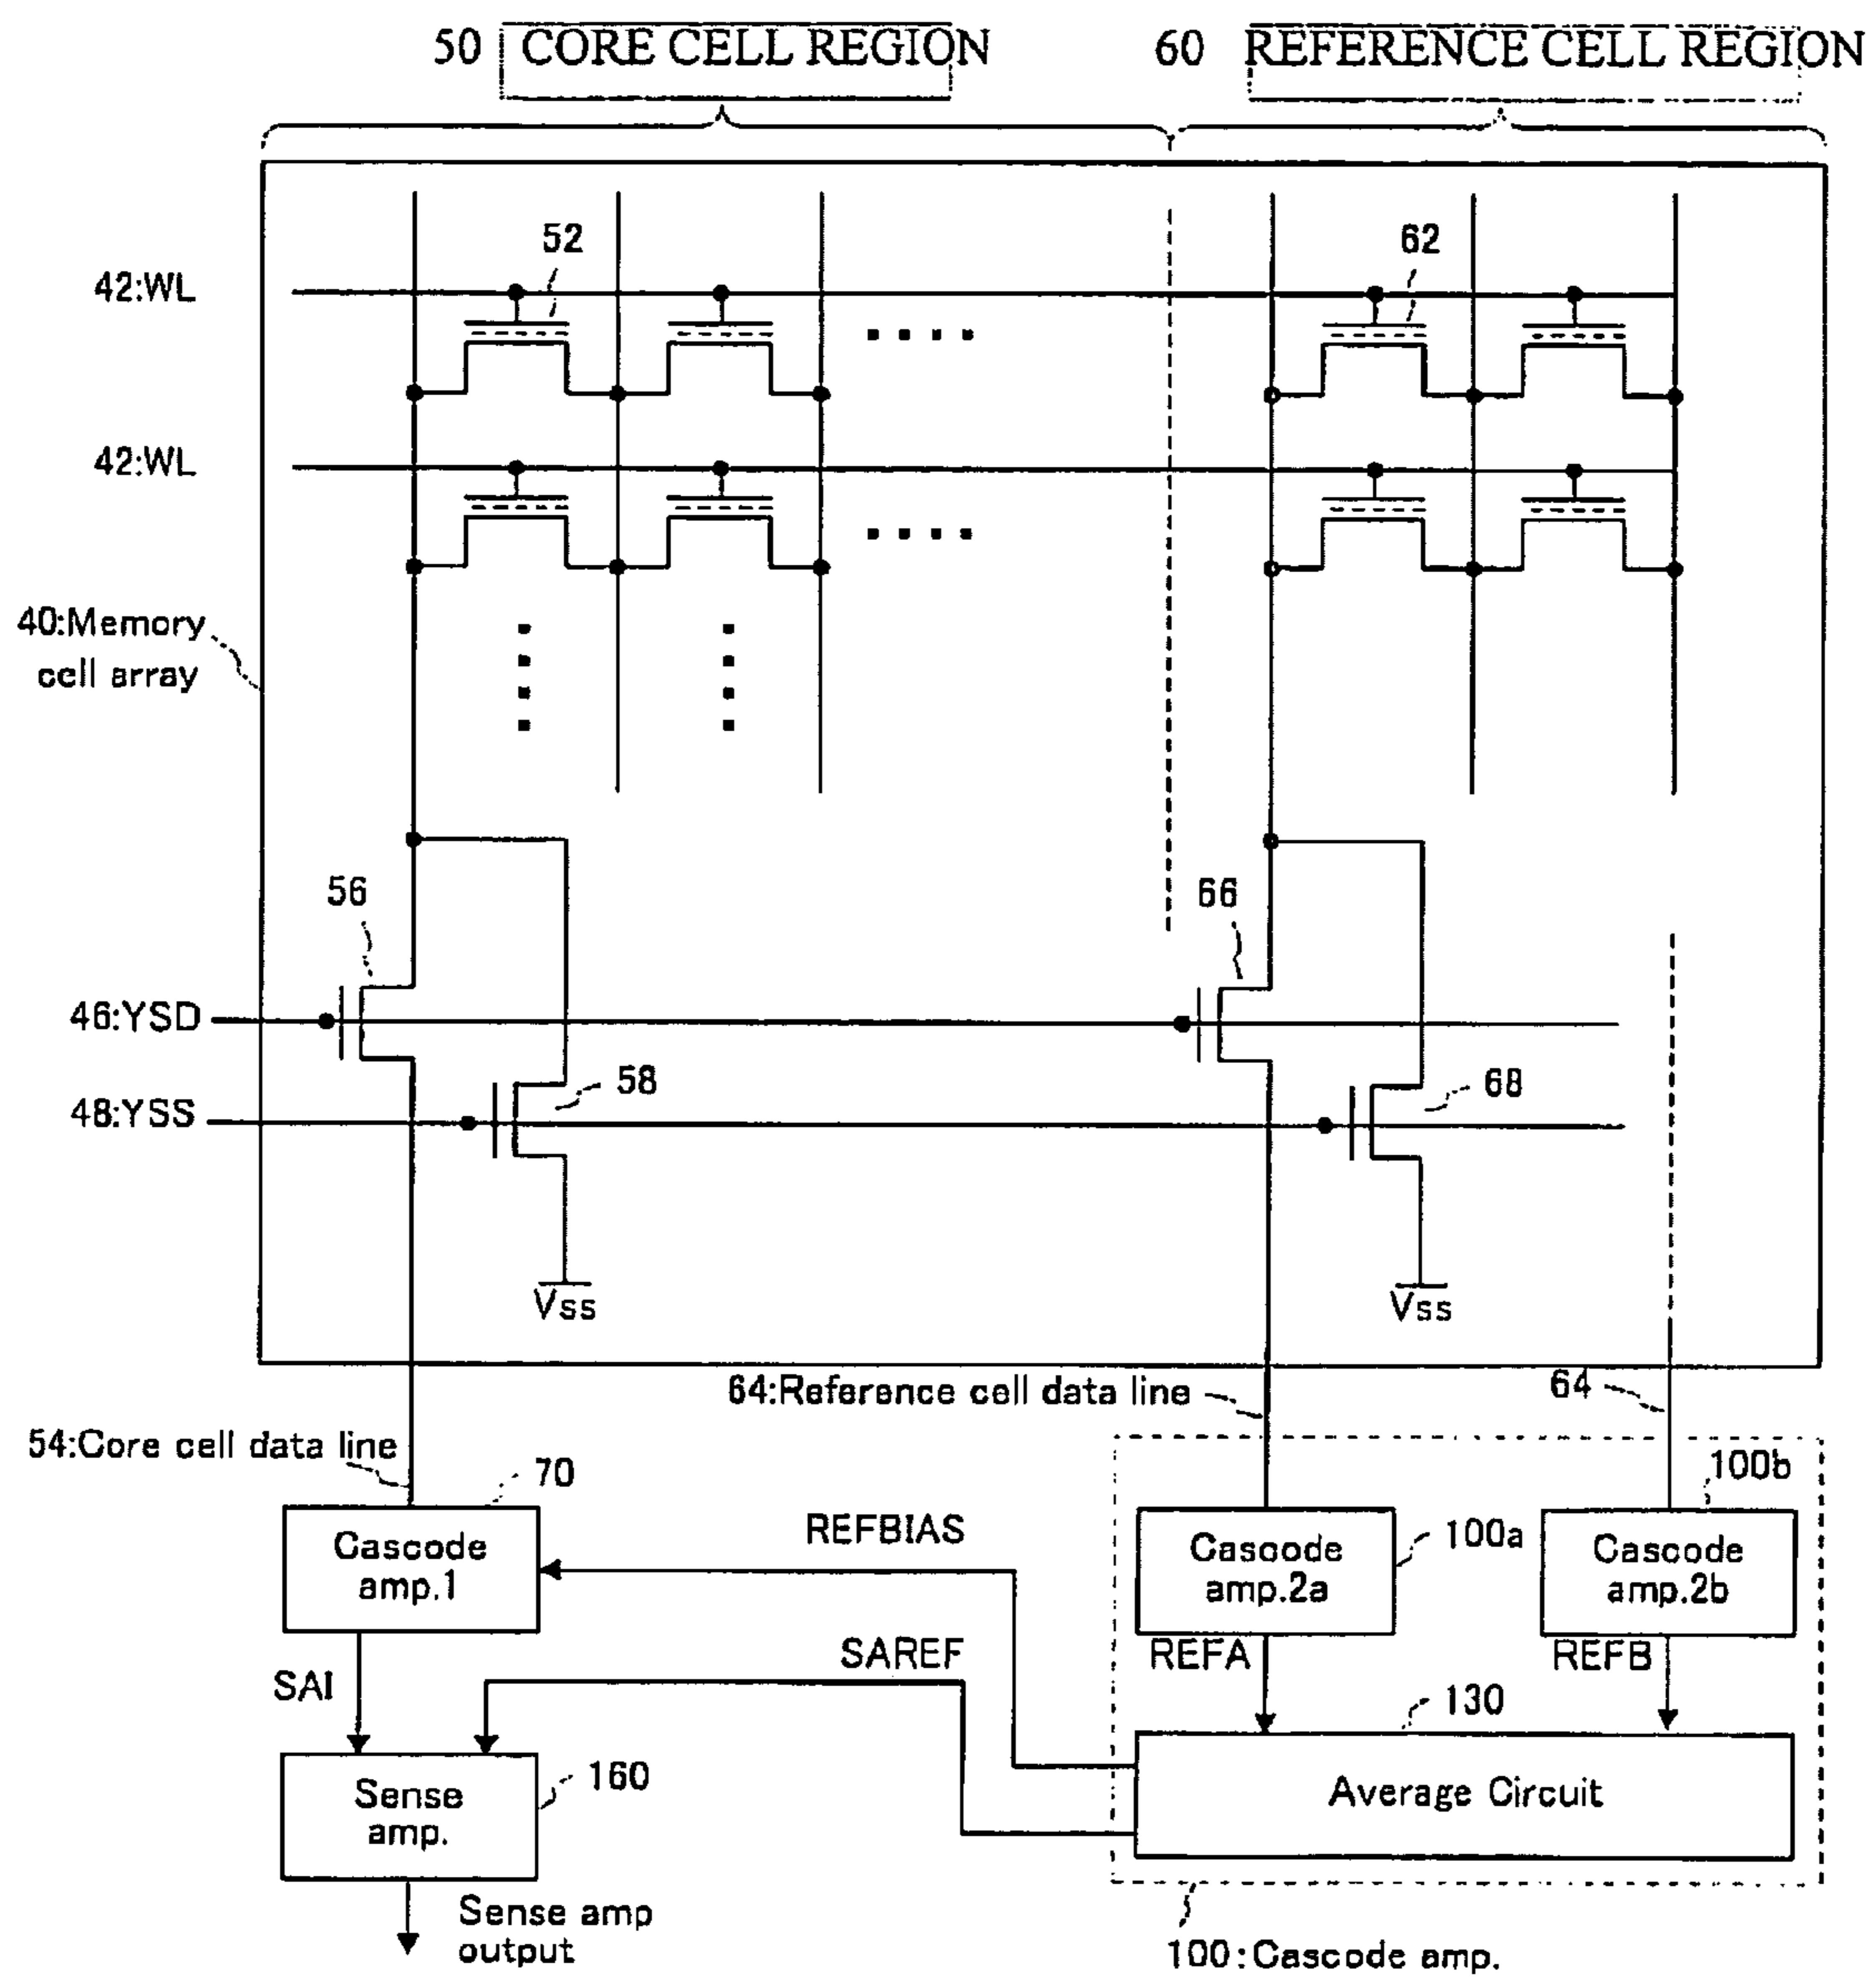 50 CORE CELL REGION
60 REFERENCE CELL REGION
52
62
42:WL
42:WL
40:Memory
cell array
56
66
46:YSD
58
68
48:YSS
Vss
Vss
64:Reference cell data line
64
54:Core cell data line
70
100b
REFBIAS
100a
Cascode
amp.1
Cascode
amp.2a
Cascode
amp.2b
SAREF
REFA
REFB
SAI
130
160
Sense
amp.
Average Circuit
Sense amp
output
100:Cascode amp.